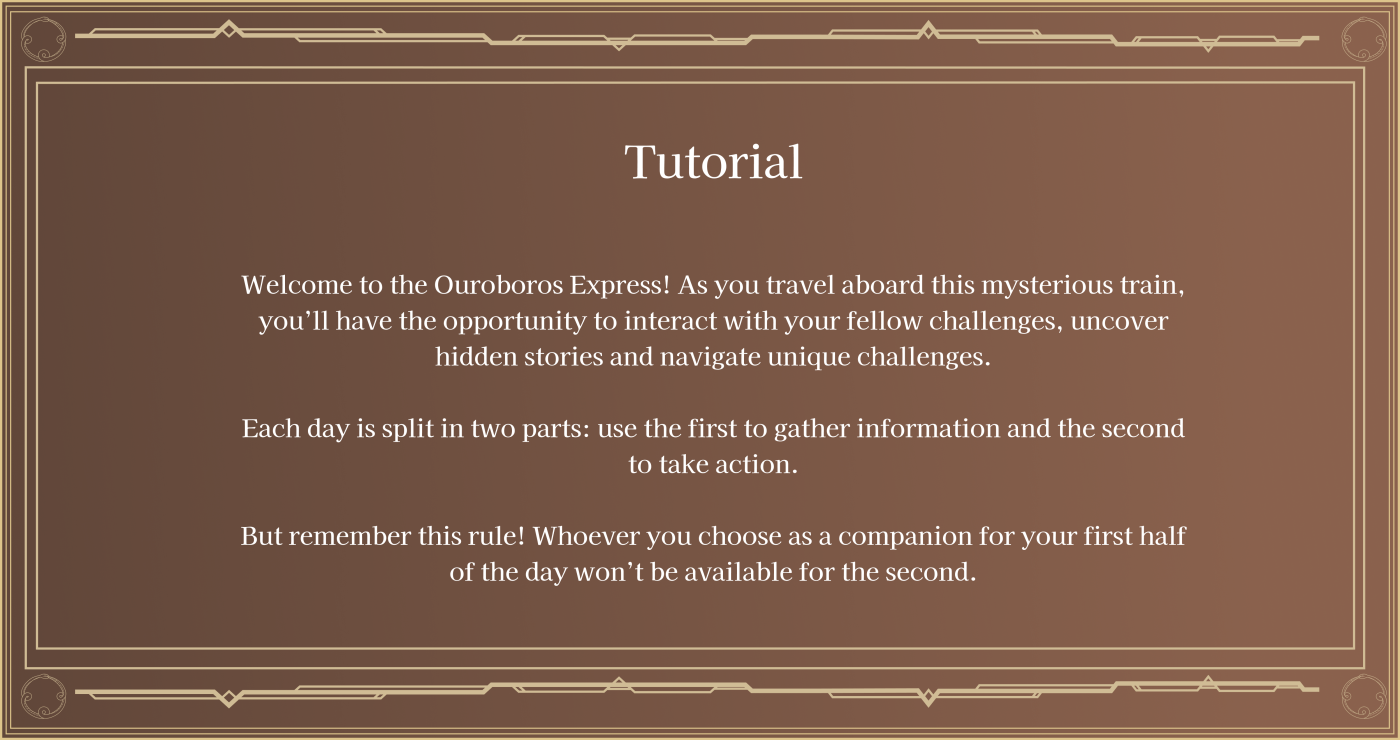 Tutorial
Welcome to the Ouroboros Express! As you travel aboard this mysterious train,
you’ll have the opportunity to interact with your fellow challenges, uncover
hidden stories and navigate unique challenges.
Each day is split in two parts: use the first to gather information and the second
to take action.
But remember this rule! Whoever you choose as a companion for your first half
of the day won’t be available for the second.